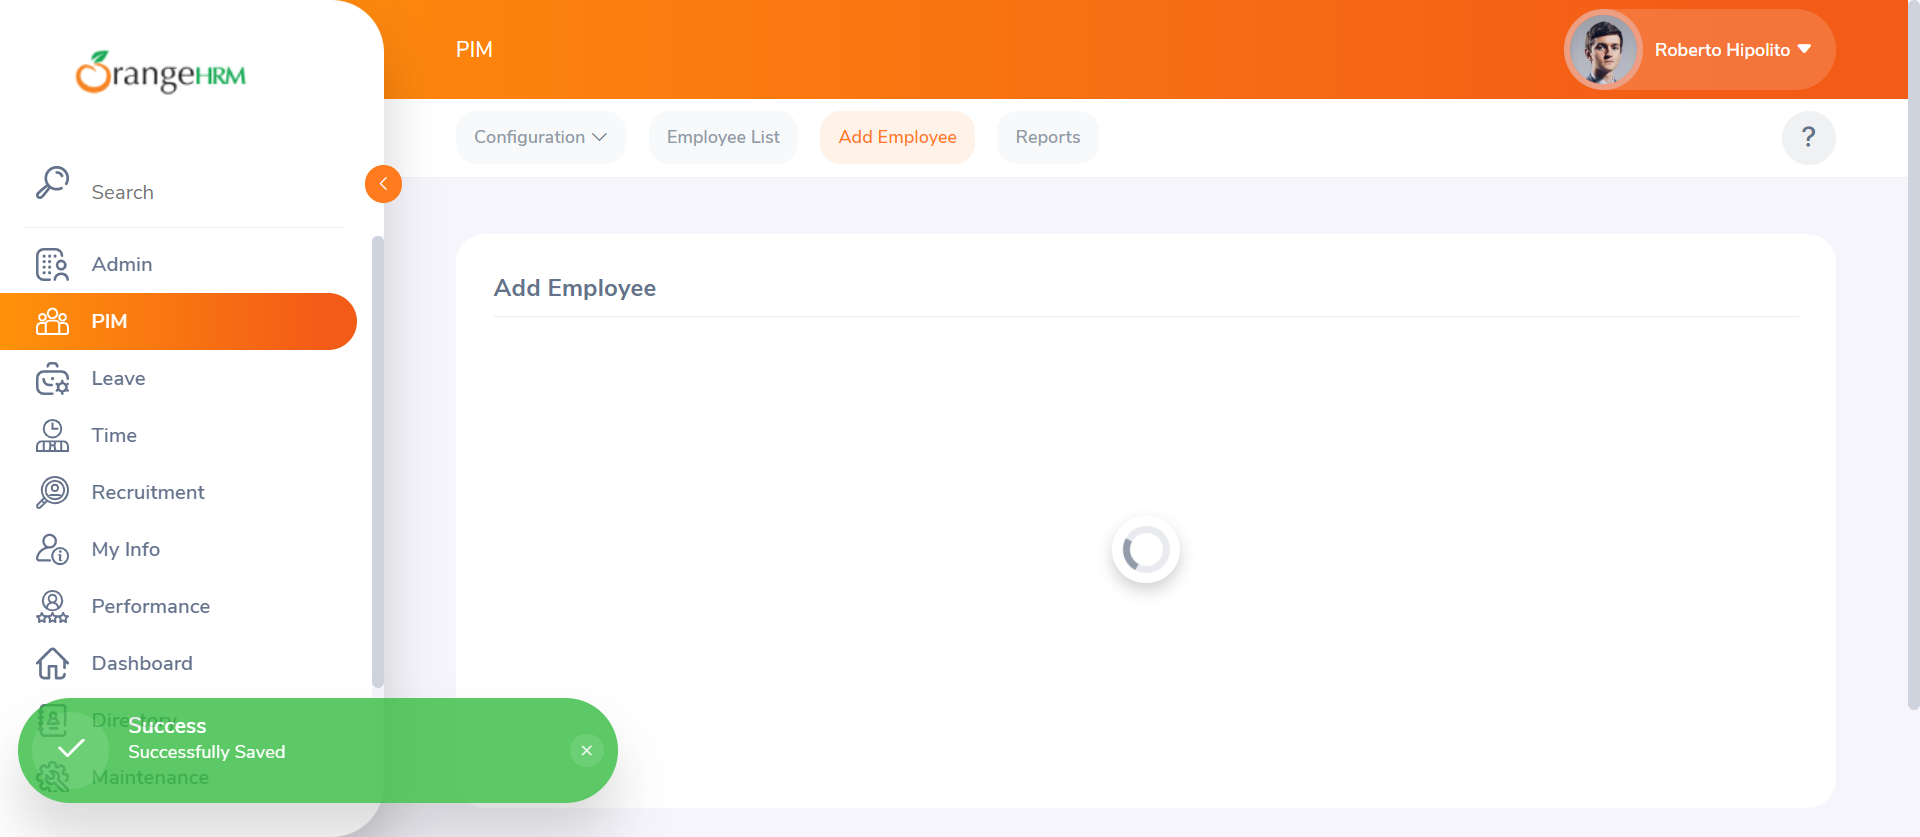 OrangeHRM
PIM
Roberto Hipolito
Configuration
Employee List
Add Employee
Reports
?
Search
Admin
PIM
Leave
Time
Recruitment
My Info
Performance
Dashboard
Directory
Maintenance
Add Employee
Success
Successfully Saved